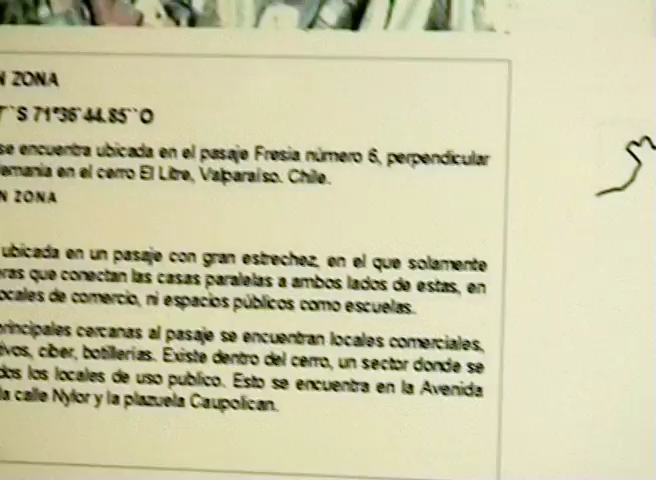 N ZONA
´´S 71°36´44.85´´O
se encuentra ubicada en el pasaje Fresia número 6, perpendicular
emania en el cerro El Litre, Valparaíso. Chile.
N ZONA
ubicada en un pasaje con gran estrechez, en el que solamente
eras que conectan las casas paralelas a ambos lados de estas, en
ocales de comercio, ni espacios públicos como escuelas.
rincipales cercanas al pasaje se encuentran locales comerciales,
ivos, ciber, botillerias. Existe dentro del cerro, un sector donde se
dos los locales de uso publico. Esto se encuentra en la Avenida
la calle Nylor y la plazuela Caupolican.